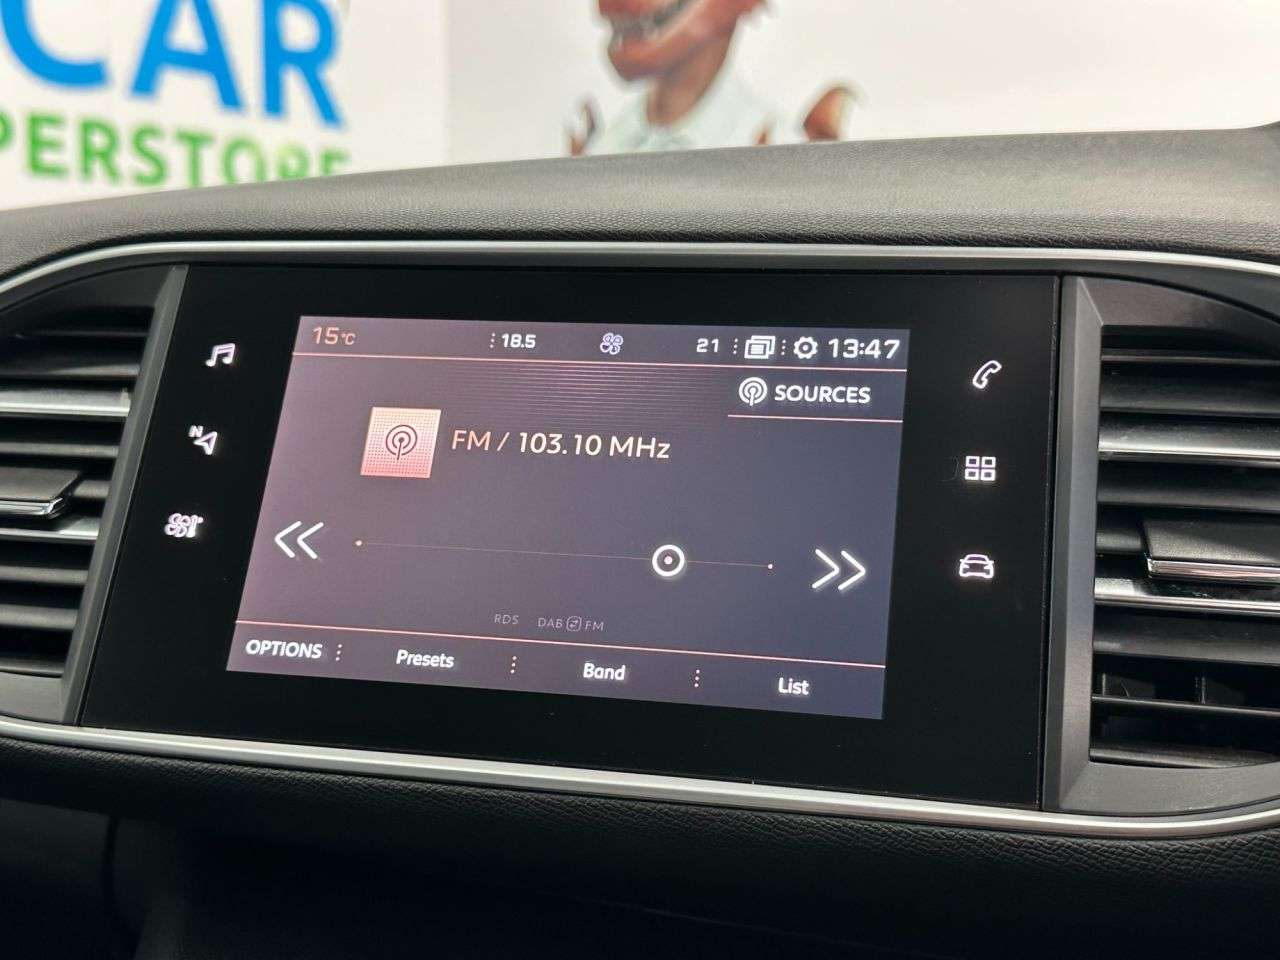 CAR
PERSTORE
15°C 18.5 21 13:47
SOURCES
FM / 103.10 MHz
N
RDS DAB FM
OPTIONS Presets Band List